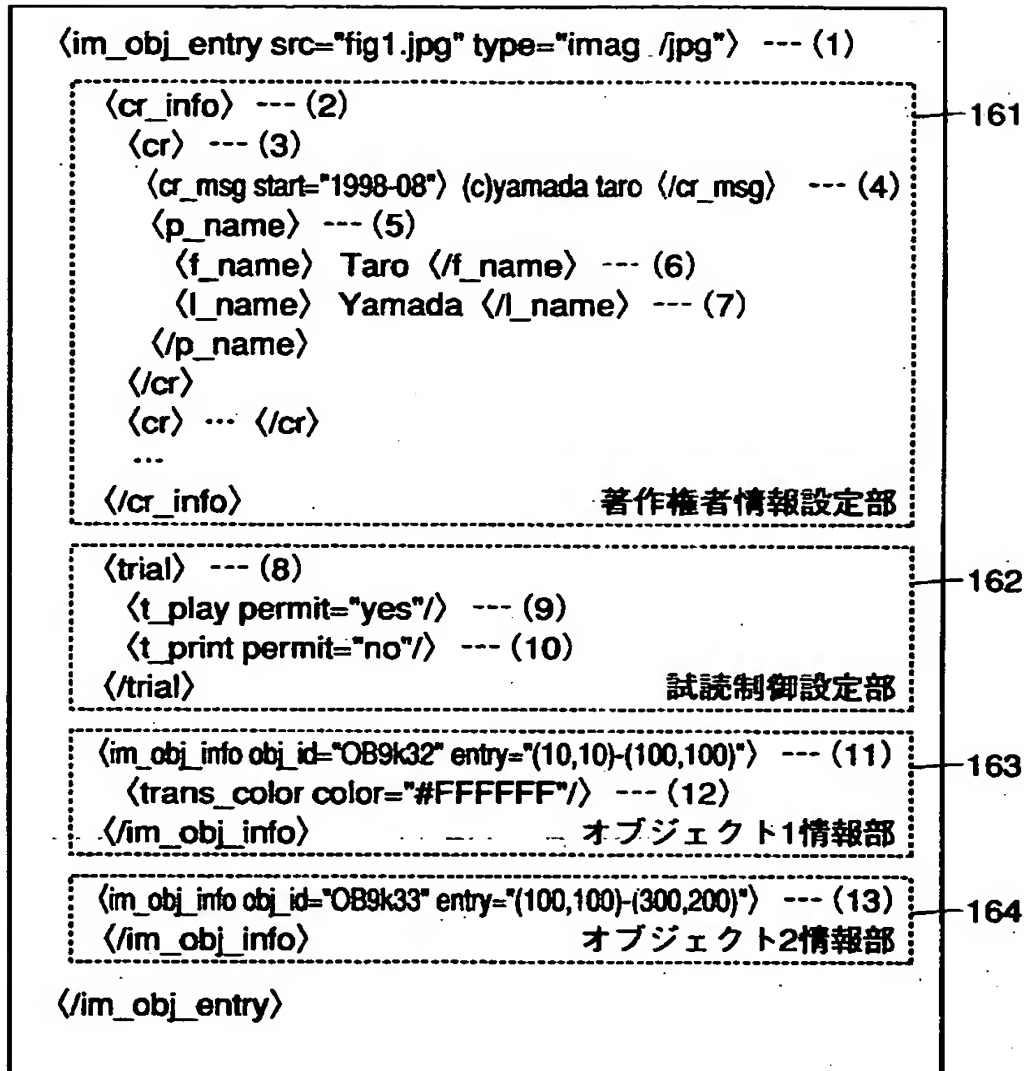 〈im_obj_entry src="fig1.jpg" type="imag /jpg"〉 --- (1)
〈cr_info〉 --- (2)
161
〈cr〉 --- (3)
〈cr_msg start="1998-08"〉 (c)yamada taro 〈/cr_msg〉 --- (4)
〈p_name〉 --- (5)
〈f_name〉 Taro 〈/f_name〉 --- (6)
〈l_name〉 Yamada 〈/l_name〉 --- (7)
〈/p_name〉
〈/cr〉
〈cr〉 … 〈/cr〉
…
〈/cr_info〉 著作権者情報設定部
〈trial〉 --- (8)
162
〈t_play permit="yes"/〉 --- (9)
〈t_print permit="no"/〉 --- (10)
〈/trial〉 試読制御設定部
〈im_obj_info obj_id="OB9k32" entry="(10,10)-(100,100)"〉 --- (11)
163
〈trans_color color="#FFFFFF"/〉 --- (12)
〈/im_obj_info〉 オブジェクト1情報部
〈im_obj_info obj_id="OB9k33" entry="(100,100)-(300,200)"〉 --- (13)
164
〈/im_obj_info〉 オブジェクト2情報部
〈/im_obj_entry〉